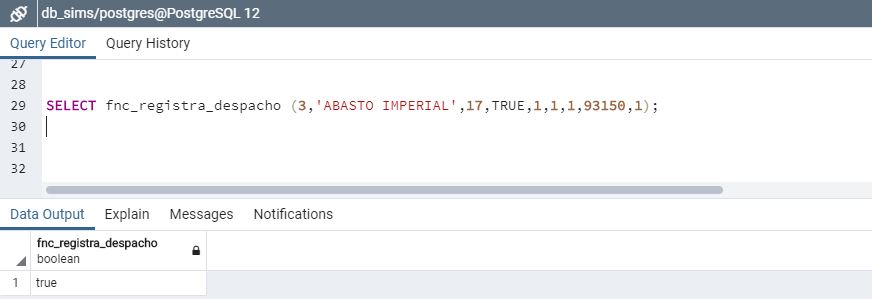 db_sims/postgres@PostgreSQL 12
Query Editor Query History
27
28
29 SELECT fnc_registra_despacho (3,'ABASTO IMPERIAL',17,TRUE,1,1,1,93150,1);
30
31
32
Data Output Explain Messages Notifications
fnc_registra_despacho
boolean
1 true